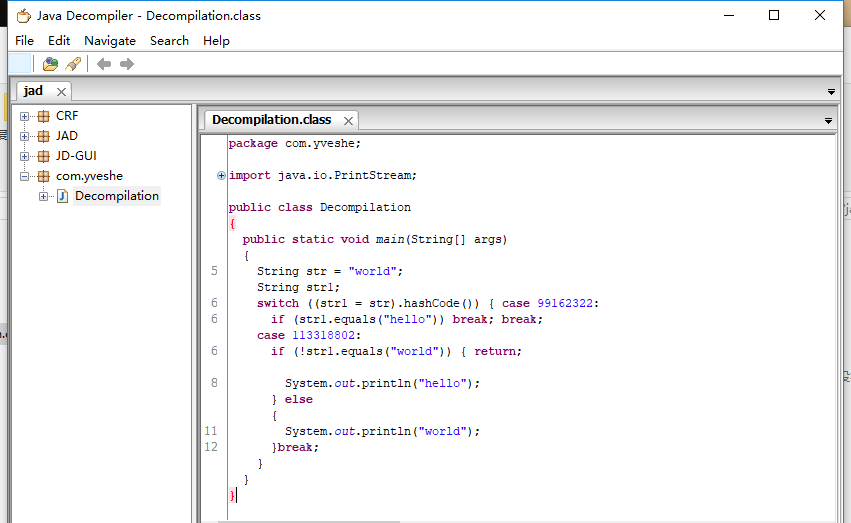 Java Decompiler - Decompilation.class
File Edit Navigate Search Help
jad
CRF
JAD
JD-GUI
com.yveshe
Decompilation
Decompilation.class
package com.yveshe;
import java.io.PrintStream;
public class Decompilation
{
public static void main(String[] args)
{
5 String str = "world";
String str1;
6 switch ((str1 = str).hashCode()) { case 99162322:
6 if (str1.equals("hello")) break; break;
case 113318802:
6 if (!str1.equals("world")) { return;
8 System.out.println("hello");
} else
{
11 System.out.println("world");
12 }break;
}
}
}